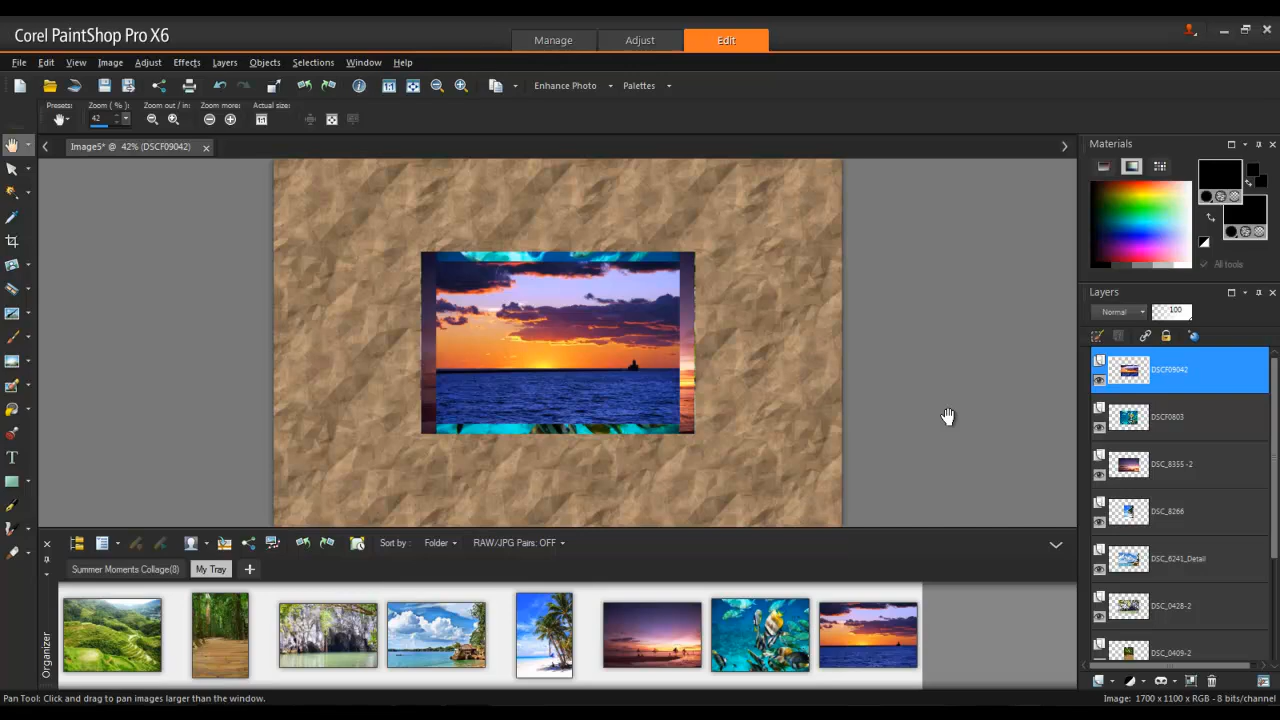 Corel PaintShop Pro X6
Manage Adjust Edit
File Edit View Image Adjust Effects Layers Objects Selections Window Help
Enhance Photo Palettes
Presets: Zoom ( % ): Zoom out / in: Zoom more: Actual size:
42
Image5* @ 42% (DSCF09042)
Materials
All tools
Layers
Normal 100
DSCF09042
DSCF0803
DSC_8355 -2
DSC_8266
DSC_6241_Detail
DSC_0428-2
DSC_0409-2
Sort by: Folder RAW/JPG Pairs: OFF
Summer Moments Collage(8) My Tray
Organizer
Pan Tool: Click and drag to pan images larger than the window.
Image: 1700 x 1100 x RGB - 8 bits/channel